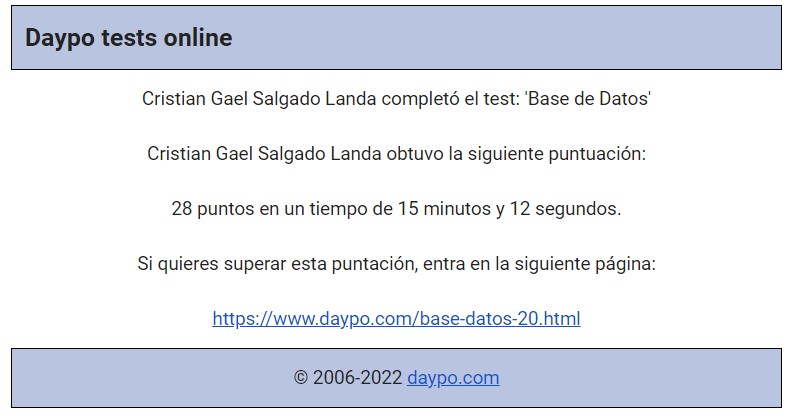 Daypo tests online
Cristian Gael Salgado Landa completó el test: 'Base de Datos'
Cristian Gael Salgado Landa obtuvo la siguiente puntuación:
28 puntos en un tiempo de 15 minutos y 12 segundos.
Si quieres superar esta puntación, entra en la siguiente página:
https://www.daypo.com/base-datos-20.html
© 2006-2022 daypo.com